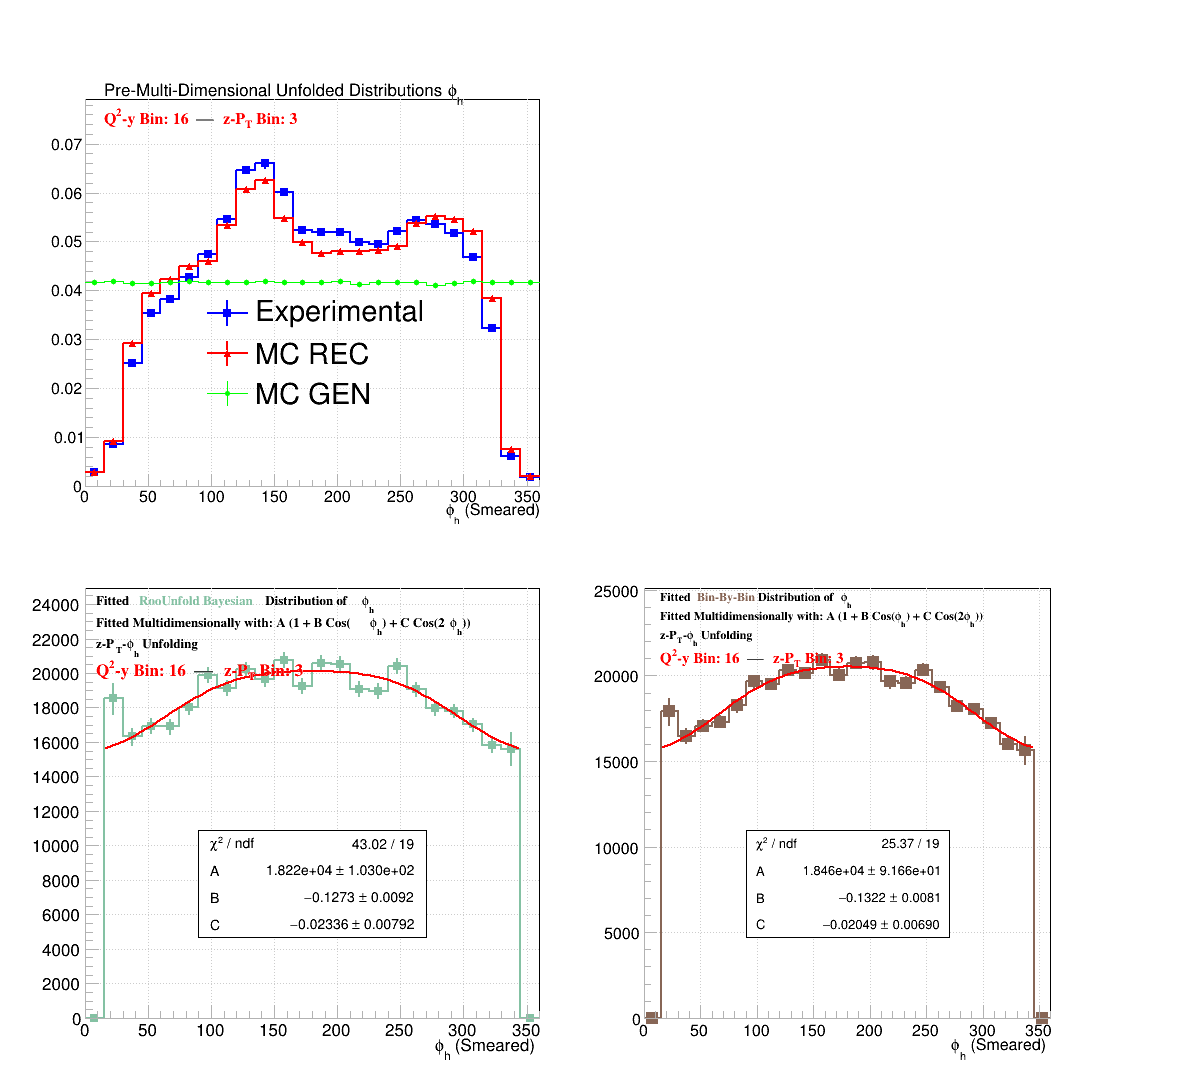 Pre-Multi-Dimensional Unfolded Distributions ϕh
Q²-y Bin: 16 — z-PT Bin: 3
0.07
0.06
0.05
0.04
0.03
0.02
0.01
0
Experimental
MC REC
MC GEN
0 50 100 150 200 250 300 350
ϕh (Smeared)
Fitted RooUnfold Bayesian Distribution of ϕh
Fitted Multidimensionally with: A (1 + B Cos( ϕh) + C Cos(2 ϕh))
z-PT-ϕh Unfolding
Q²-y Bin: 16 — z-PT Bin: 3
24000
22000
20000
18000
16000
14000
12000
10000
8000
6000
4000
2000
0
χ² / ndf 43.02 / 19
A 1.822e+04 ± 1.030e+02
B −0.1273 ± 0.0092
C −0.02336 ± 0.00792
0 50 100 150 200 250 300 350
ϕh (Smeared)
Fitted Bin-By-Bin Distribution of ϕh
Fitted Multidimensionally with: A (1 + B Cos(ϕh) + C Cos(2ϕh))
z-PT-ϕh Unfolding
Q²-y Bin: 16 — z-PT Bin: 3
25000
20000
15000
10000
5000
0
χ² / ndf 25.37 / 19
A 1.846e+04 ± 9.166e+01
B −0.1322 ± 0.0081
C −0.02049 ± 0.00690
0 50 100 150 200 250 300 350
ϕh (Smeared)